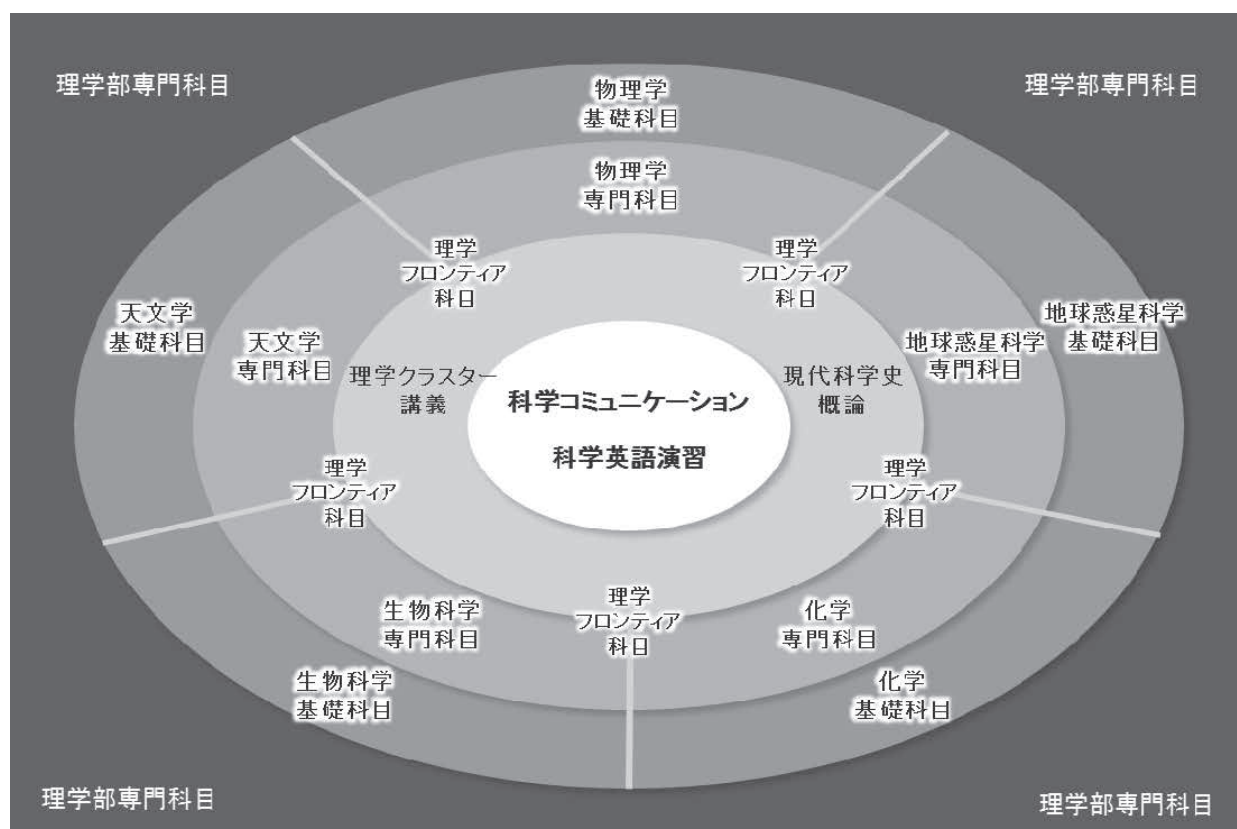 理学部専門科目
理学部専門科目
物理学
基礎科目
物理学
専門科目
理学
フロンティア
科目
理学
フロンティア
科目
天文学
基礎科目
天文学
専門科目
理学クラスター
講義
科学コミュニケーション
科学英語演習
現代科学史
概論
地球惑星科学
専門科目
地球惑星科学
基礎科目
理学
フロンティア
科目
理学
フロンティア
科目
生物科学
専門科目
理学
フロンティア
科目
化学
専門科目
生物科学
基礎科目
化学
基礎科目
理学部専門科目
理学部専門科目